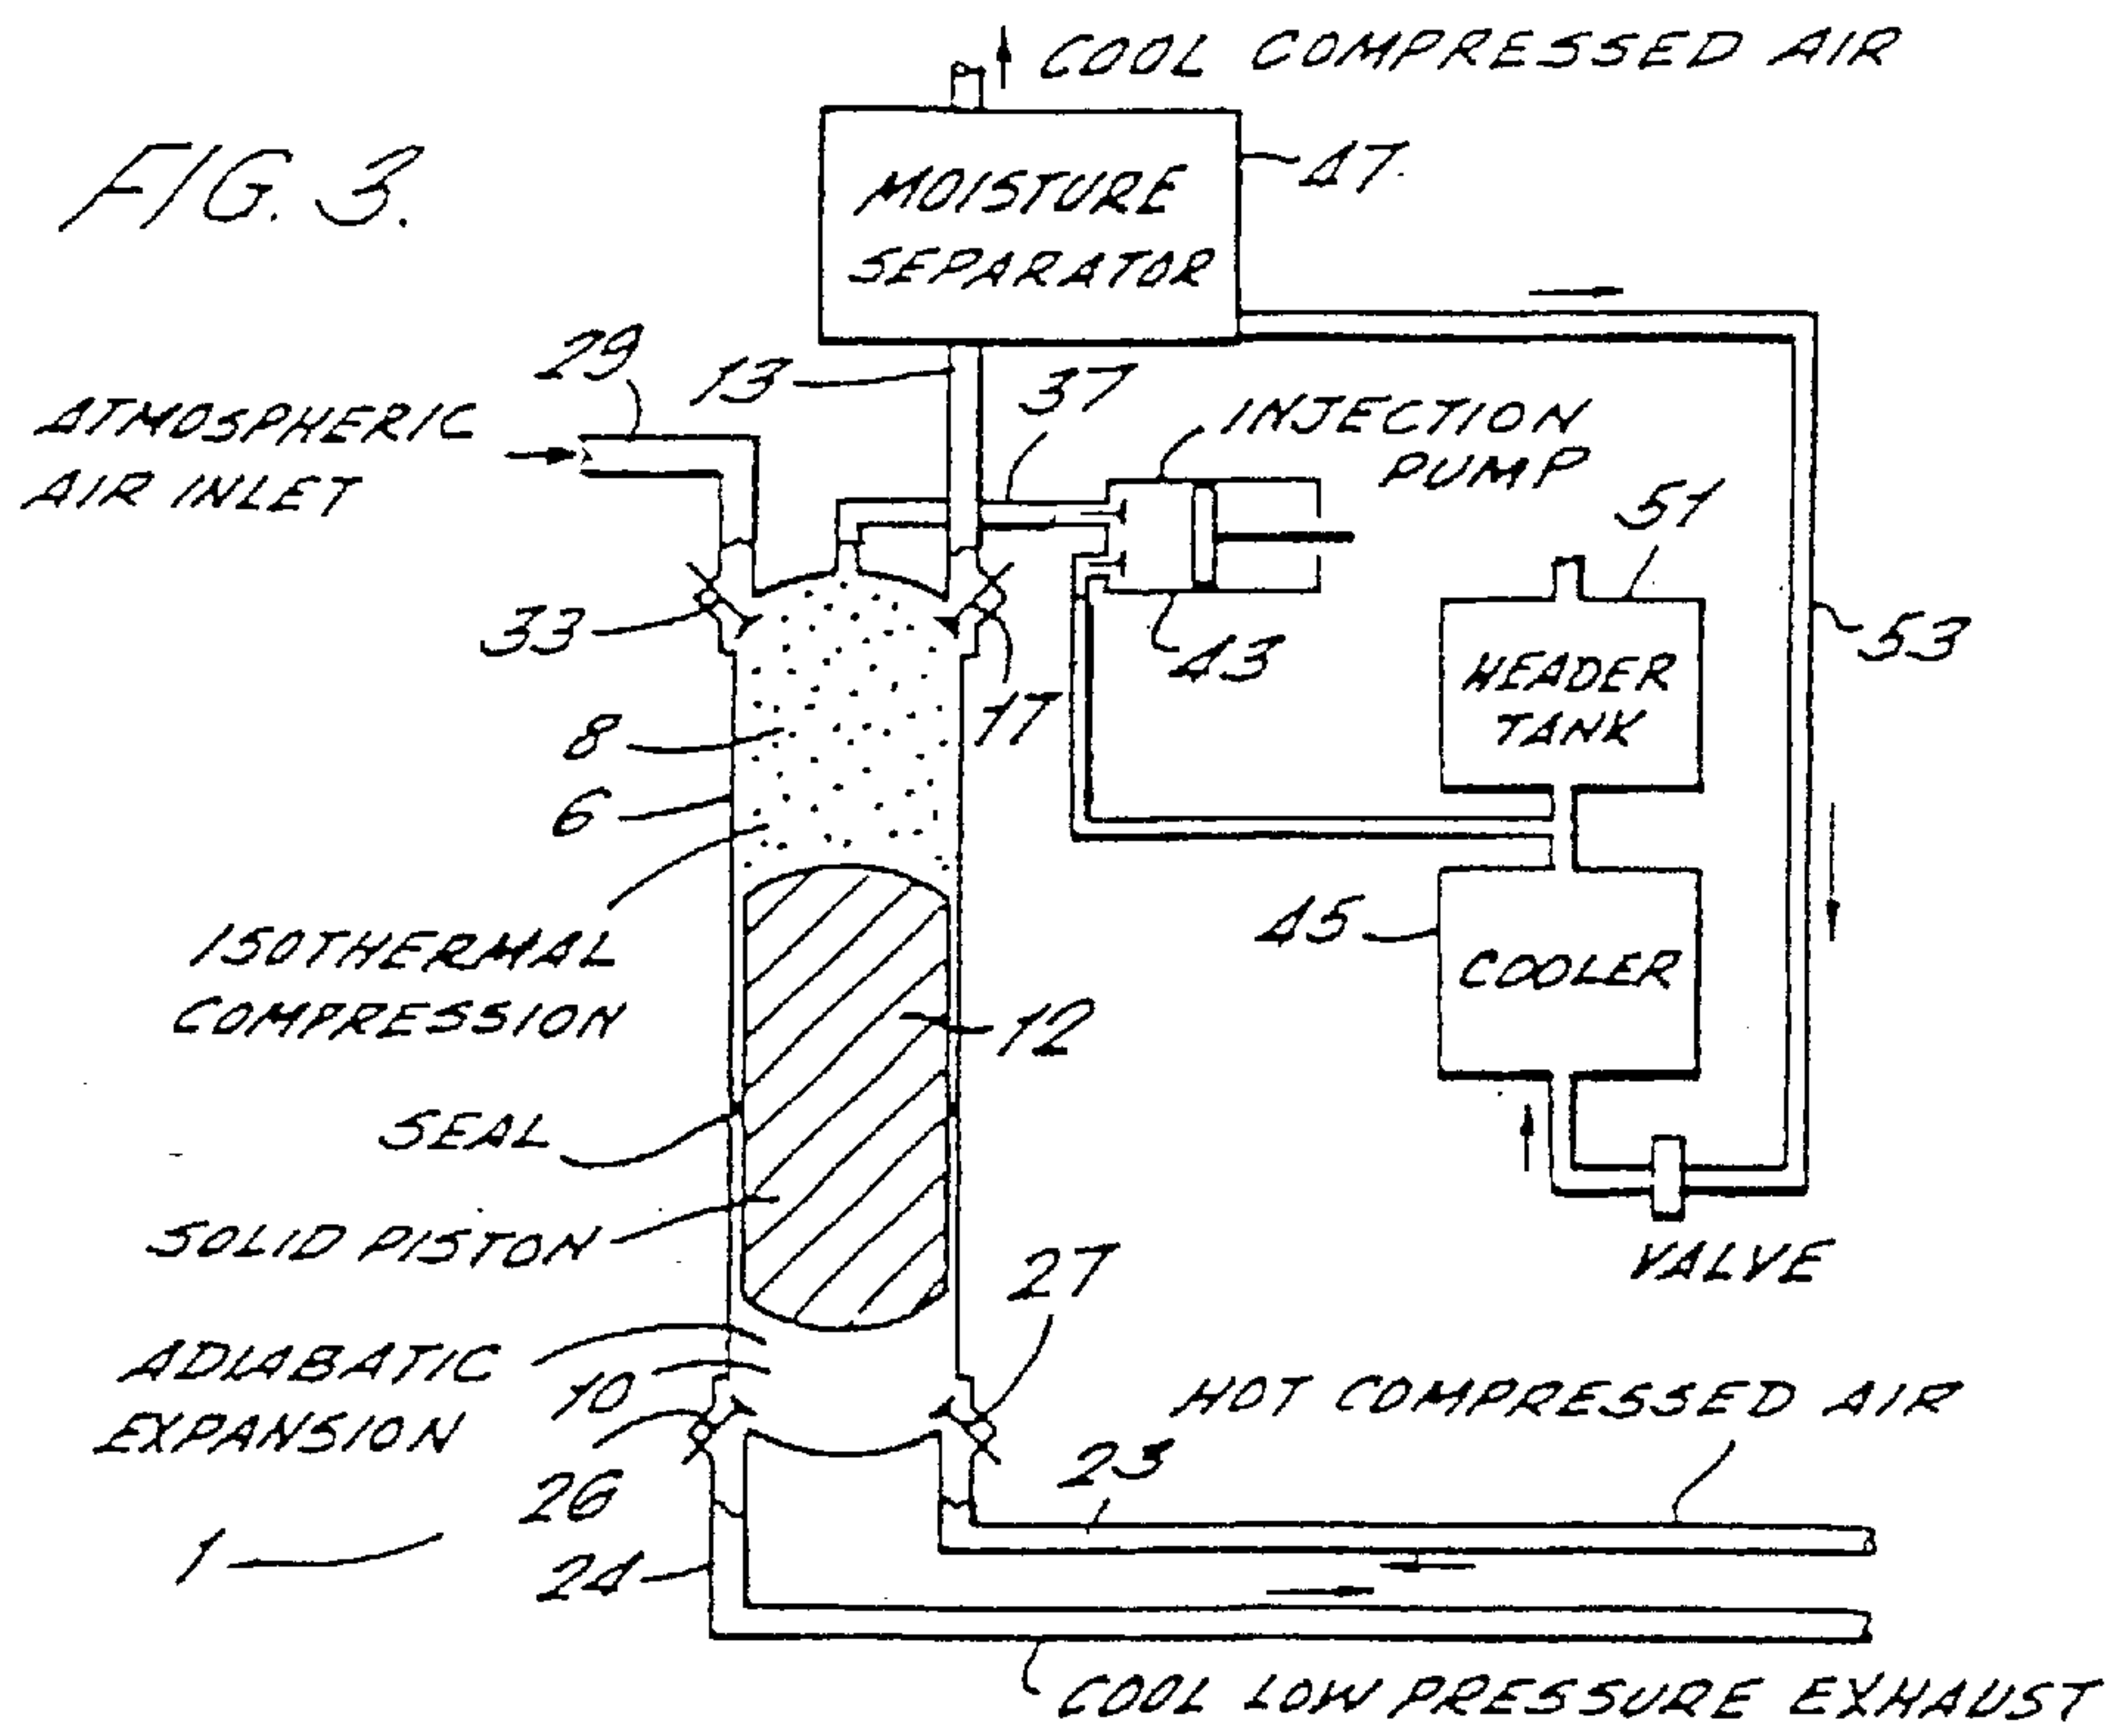 FIG. 3.
COOL COMPRESSED AIR
MOISTURE
SEPARATOR
47
29
13
37
ATMOSPHERIC
AIR INLET
INJECTION
PUMP
51
33
43
17
53
HEADER
TANK
8
6
ISOTHERMAL
COMPRESSION
12
45
COOLER
SEAL
SOLID PISTON
27
VALVE
ADIABATIC
EXPANSION
10
26
HOT COMPRESSED AIR
23
1
24
COOL LOW PRESSURE EXHAUST